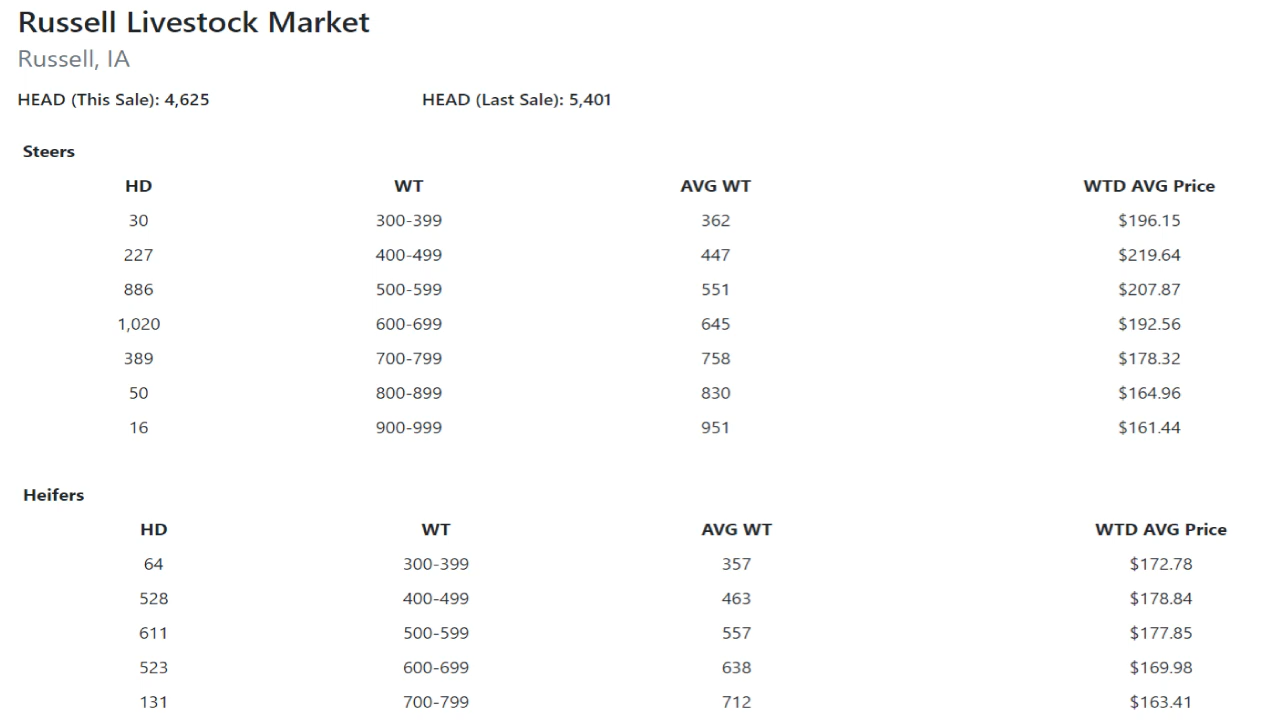 Russell Livestock Market
Russell, IA
HEAD (This Sale): 4,625 HEAD (Last Sale): 5,401
Steers
HD WT AVG WT WTD AVG Price
30 300-399 362 $196.15
227 400-499 447 $219.64
886 500-599 551 $207.87
1,020 600-699 645 $192.56
389 700-799 758 $178.32
50 800-899 830 $164.96
16 900-999 951 $161.44
Heifers
HD WT AVG WT WTD AVG Price
64 300-399 357 $172.78
528 400-499 463 $178.84
611 500-599 557 $177.85
523 600-699 638 $169.98
131 700-799 712 $163.41